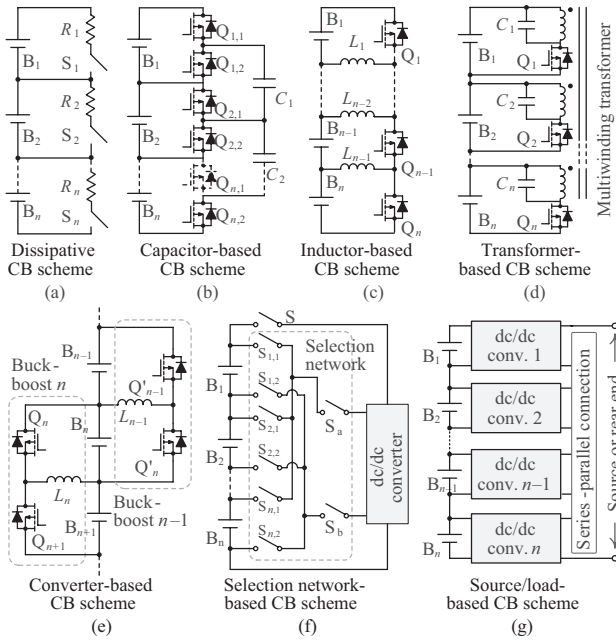 B1
R1
S1
B2
R2
S2
Bn
Rn
Sn
Dissipative
CB scheme
(a)
B1
Q1,1
Q1,2
C1
B2
Q2,1
Q2,2
C2
Bn
Qn,1
Qn,2
Capacitor-based
CB scheme
(b)
B1
L1
Q1
Ln−2
Bn−1
Ln−1
Qn−1
Bn
Qn
Inductor-based
CB scheme
(c)
C1
B1
Q1
C2
B2
Q2
Cn
Bn
Qn
Multiwinding transformer
Transformer-
based CB scheme
(d)
Buck-
boost n
Bn−1
Q'n−1
Qn
Bn
Ln−1
Q'n
Ln
Bn+1
Buck-
boost n−1
Qn+1
Converter-based
CB scheme
(e)
S
S1,1
Selection
network
B1
S1,2
S2,1
Sa
B2
S2,2
dc/dc
converter
Sn,1
Sb
Bn
Sn,2
Selection network-
based CB scheme
(f)
B1
dc/dc
conv. 1
B2
dc/dc
conv. 2
Bn−1
dc/dc
conv. n−1
Bn
dc/dc
conv. n
Series -parallel connection
Source or rear end
Source/load-
based CB scheme
(g)